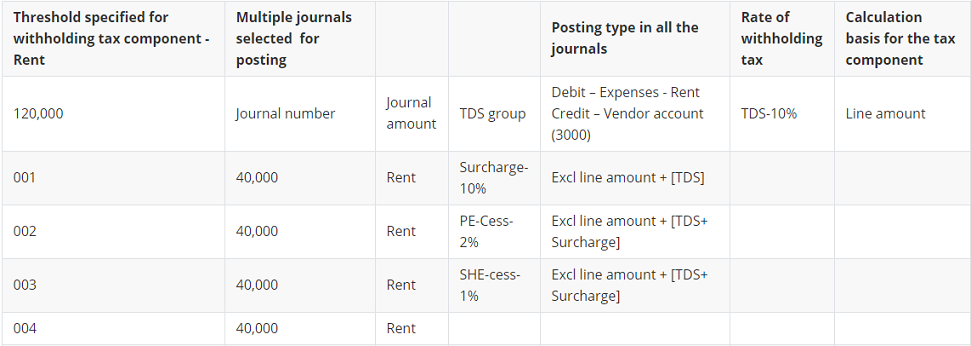 Threshold specified for withholding tax component - Rent
Multiple journals selected for posting
Posting type in all the journals
Rate of withholding tax
Calculation basis for the tax component
120,000
Journal number
Journal amount
TDS group
Debit – Expenses - Rent
Credit – Vendor account (3000)
TDS-10%
Line amount
001
40,000
Rent
Surcharge-10%
Excl line amount + [TDS]
002
40,000
Rent
PE-Cess-2%
Excl line amount + [TDS+ Surcharge]
003
40,000
Rent
SHE-cess-1%
Excl line amount + [TDS+ Surcharge]
004
40,000
Rent